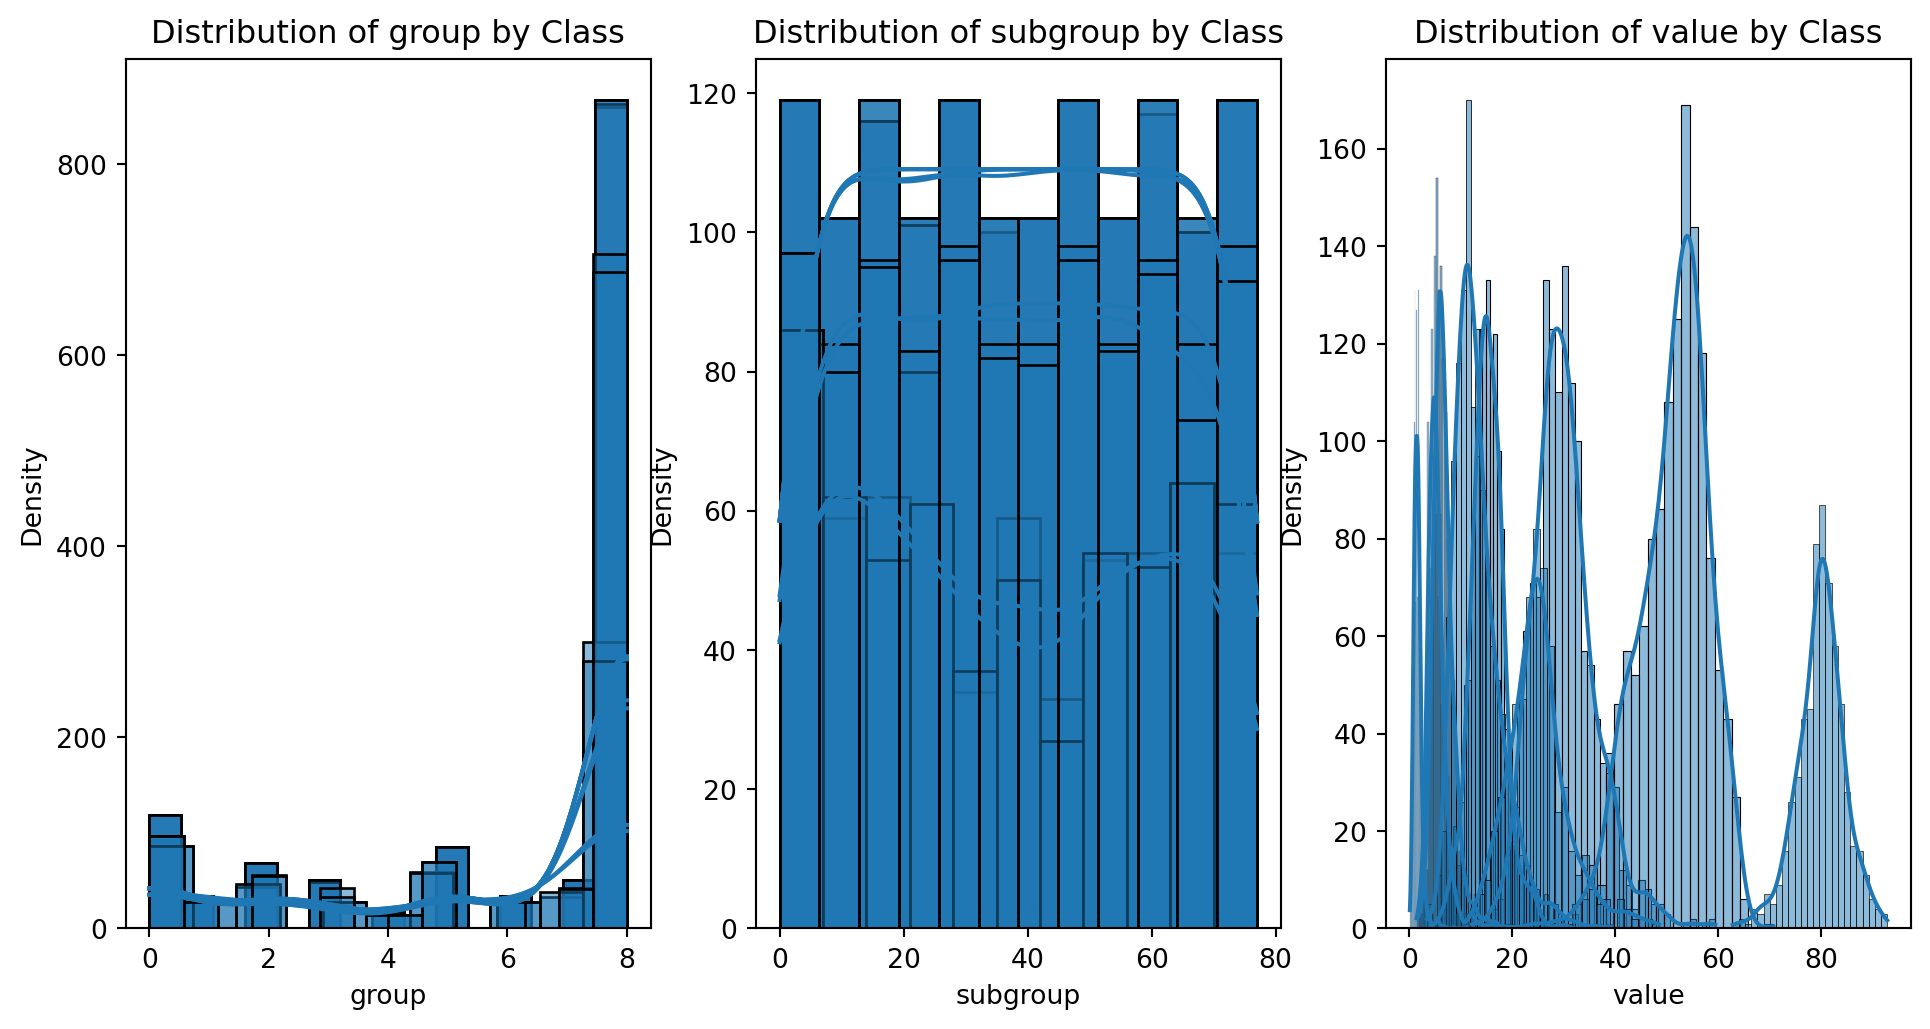 Distribution of group by Class
Density
0
200
400
600
800
0 2 4 6 8
group
Distribution of subgroup by Class
Density
0
20
40
60
80
100
120
0 20 40 60 80
subgroup
Distribution of value by Class
Density
0
20
40
60
80
100
120
140
160
0 20 40 60 80
value